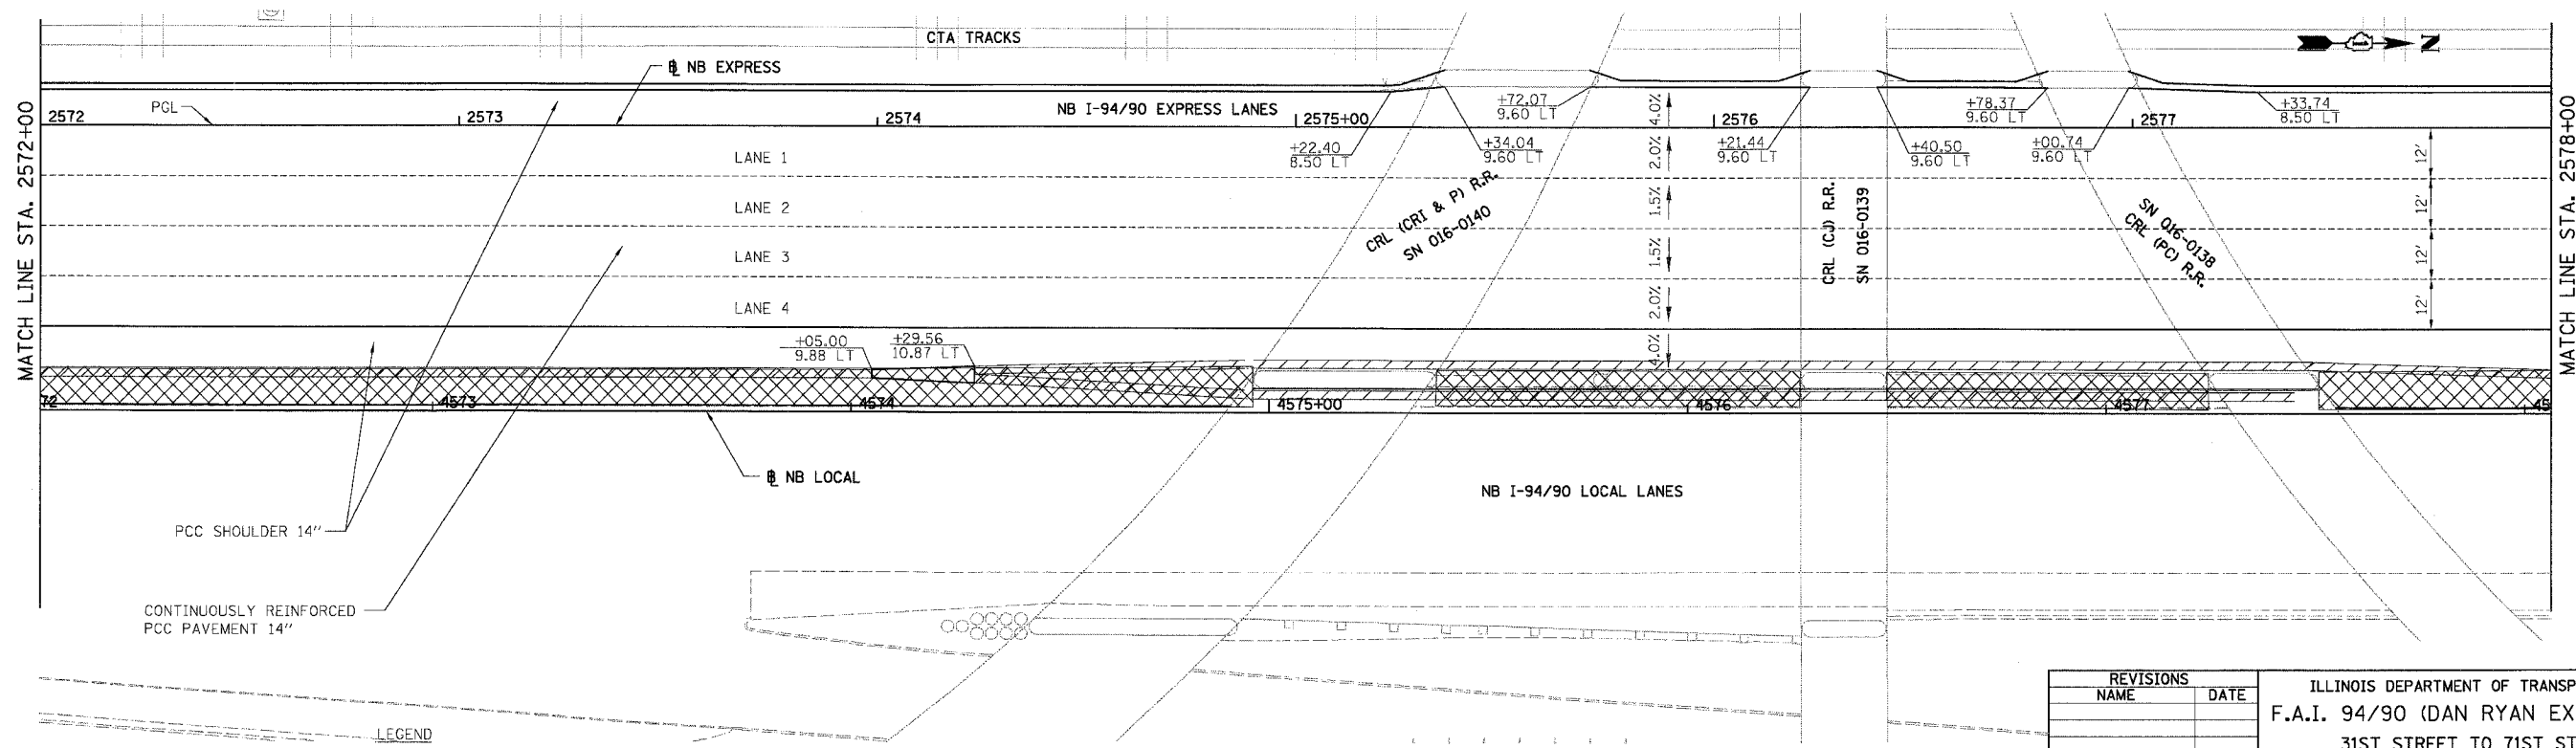 CTA TRACKS
N
℄ NB EXPRESS
PGL
NB I-94/90 EXPRESS LANES
MATCH LINE STA. 2572+00
2572
2573
2574
2575+00
2576
2577
+72.07
9.60 LT
+78.37
9.60 LT
+33.74
8.50 LT
+22.40
8.50 LT
+34.04
9.60 LT
+21.44
9.60 LT
+40.50
9.60 LT
+00.74
9.60 LT
4.0%
2.0%
1.5%
1.5%
2.0%
4.0%
LANE 1
LANE 2
LANE 3
LANE 4
12'
12'
12'
12'
MATCH LINE STA. 2578+00
CRL (CRI & P) R.R.
SN 016-0140
CRL (CJ) R.R.
SN 016-0139
SN 016-0138
CRL (PC) R.R.
+05.00
9.88 LT
+29.56
10.87 LT
72
4573
4574
4575+00
4576
4577
45
℄ NB LOCAL
NB I-94/90 LOCAL LANES
PCC SHOULDER 14"
CONTINUOUSLY REINFORCED
PCC PAVEMENT 14"
LEGEND
REVISIONS
NAME DATE
ILLINOIS DEPARTMENT OF TRANSP
F.A.I. 94/90 (DAN RYAN EX
31ST STREET TO 71ST ST